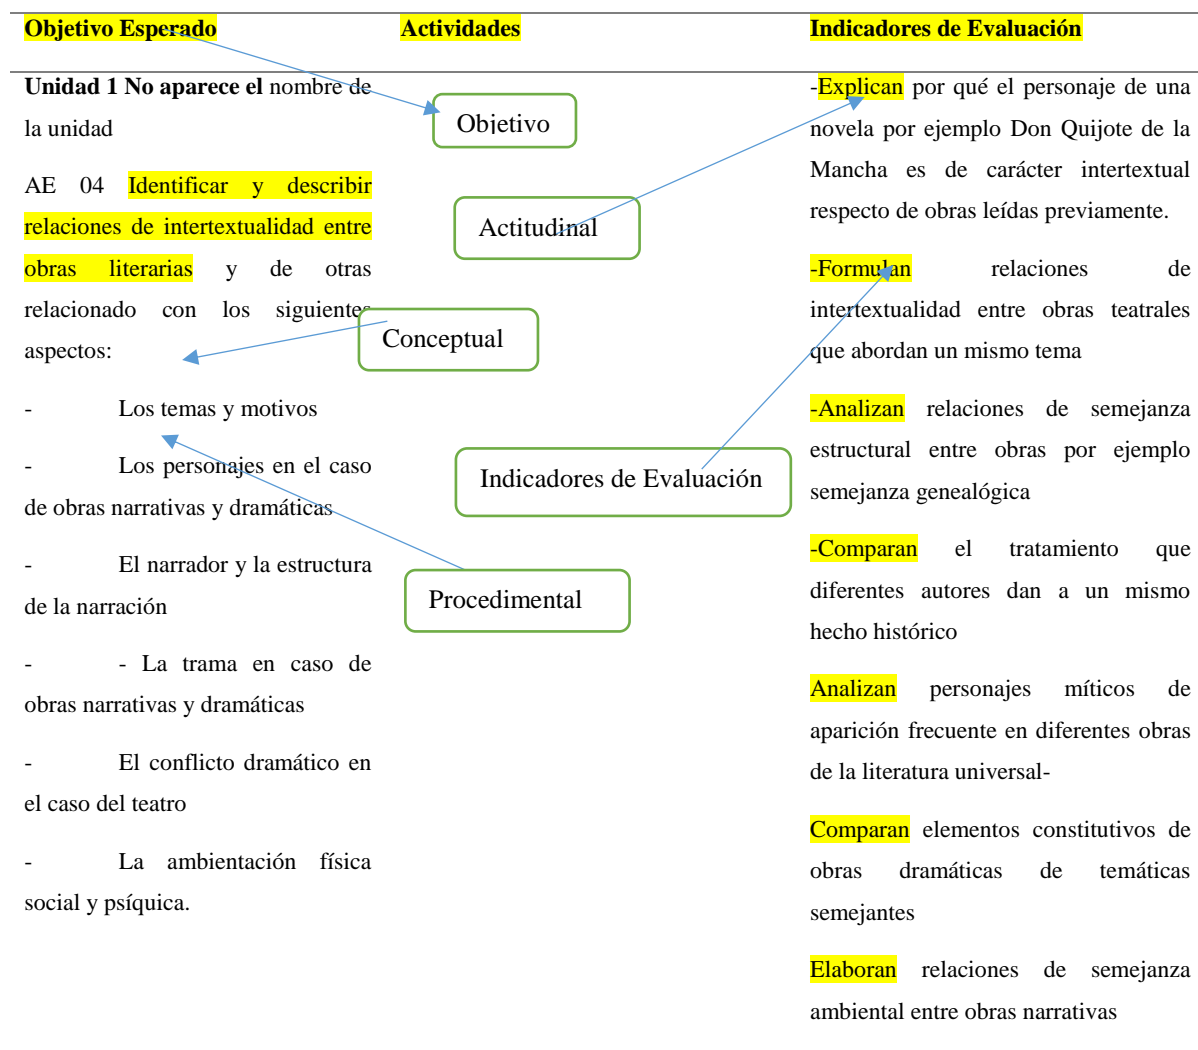 Objetivo Esperado
Actividades
Indicadores de Evaluación
Unidad 1 No aparece el nombre de
la unidad
AE 04 Identificar y describir
relaciones de intertextualidad entre
obras literarias y de otras
relacionado con los siguientes
aspectos:
- Los temas y motivos
- Los personajes en el caso
de obras narrativas y dramáticas
- El narrador y la estructura
de la narración
- - La trama en caso de
obras narrativas y dramáticas
- El conflicto dramático en
el caso del teatro
- La ambientación física
social y psíquica.
Objetivo
Actitudinal
Conceptual
Indicadores de Evaluación
Procedimental
-Explican por qué el personaje de una
novela por ejemplo Don Quijote de la
Mancha es de carácter intertextual
respecto de obras leídas previamente.
-Formulan relaciones de
intertextualidad entre obras teatrales
que abordan un mismo tema
-Analizan relaciones de semejanza
estructural entre obras por ejemplo
semejanza genealógica
-Comparan el tratamiento que
diferentes autores dan a un mismo
hecho histórico
Analizan personajes míticos de
aparición frecuente en diferentes obras
de la literatura universal-
Comparan elementos constitutivos de
obras dramáticas de temáticas
semejantes
Elaboran relaciones de semejanza
ambiental entre obras narrativas